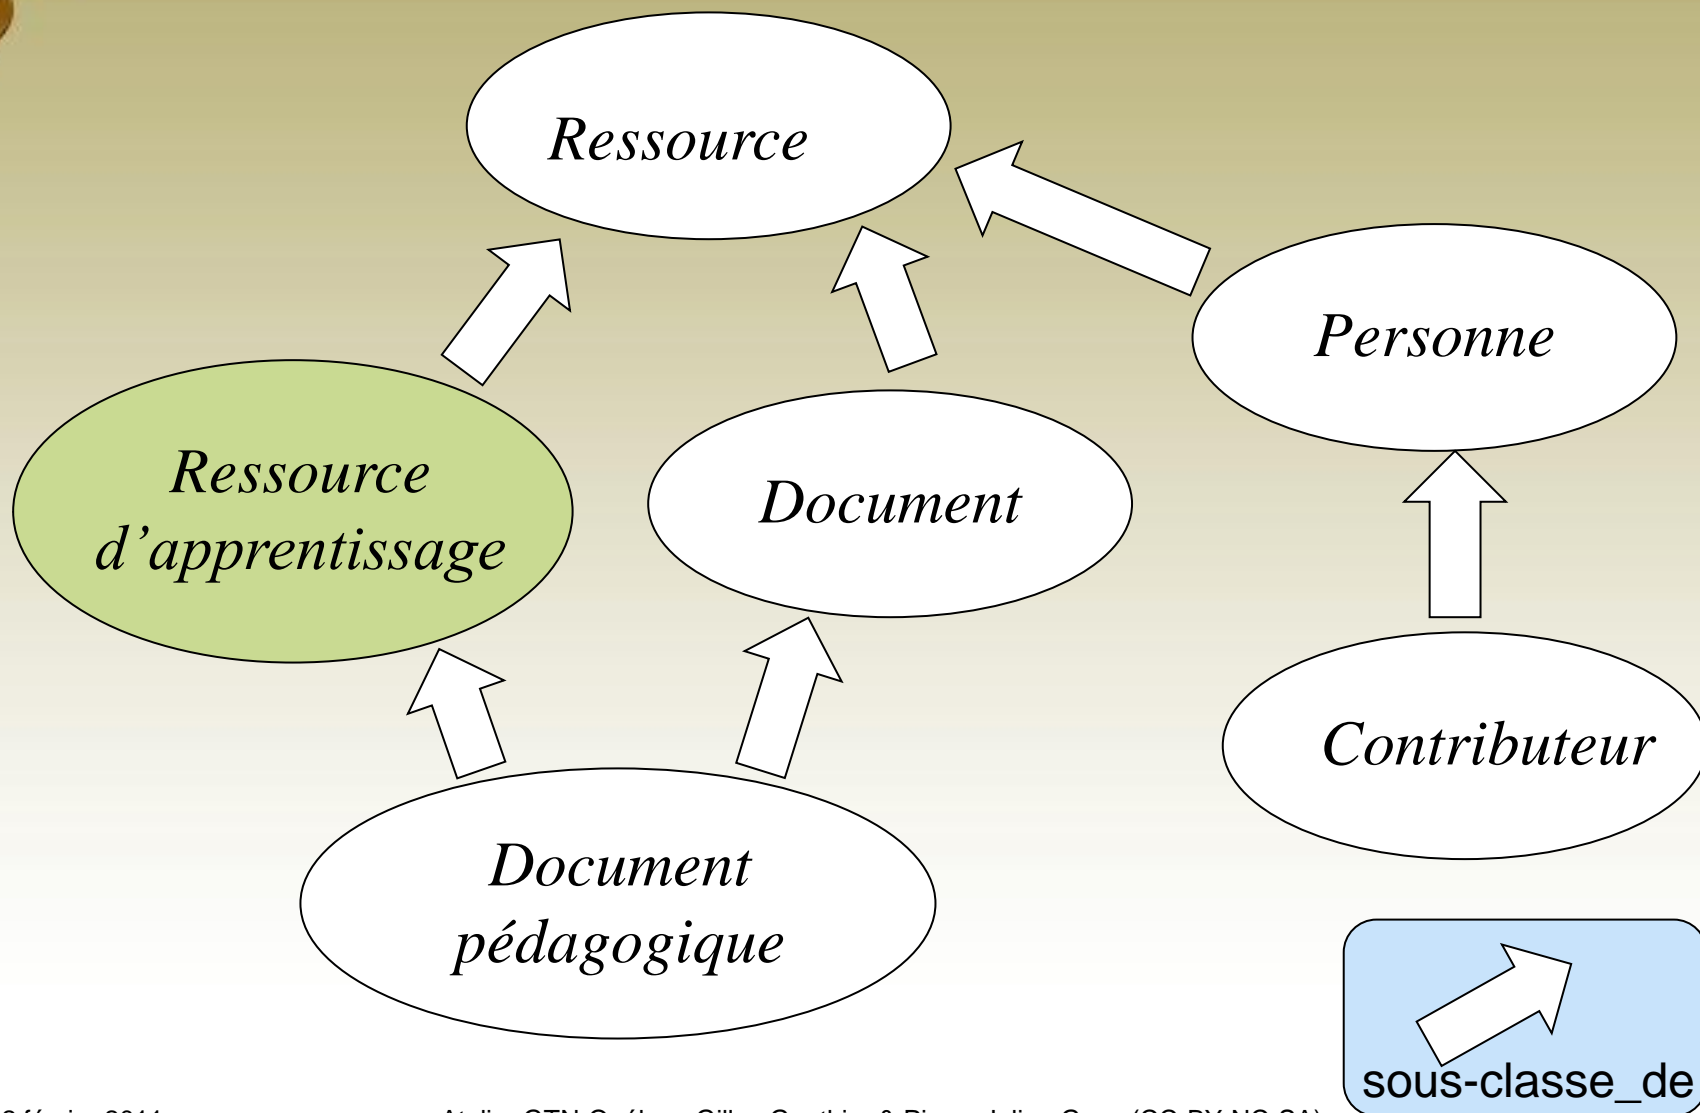 Ressource
Personne
Ressource
d’apprentissage
Document
Contributeur
Document
pédagogique
sous-classe_de